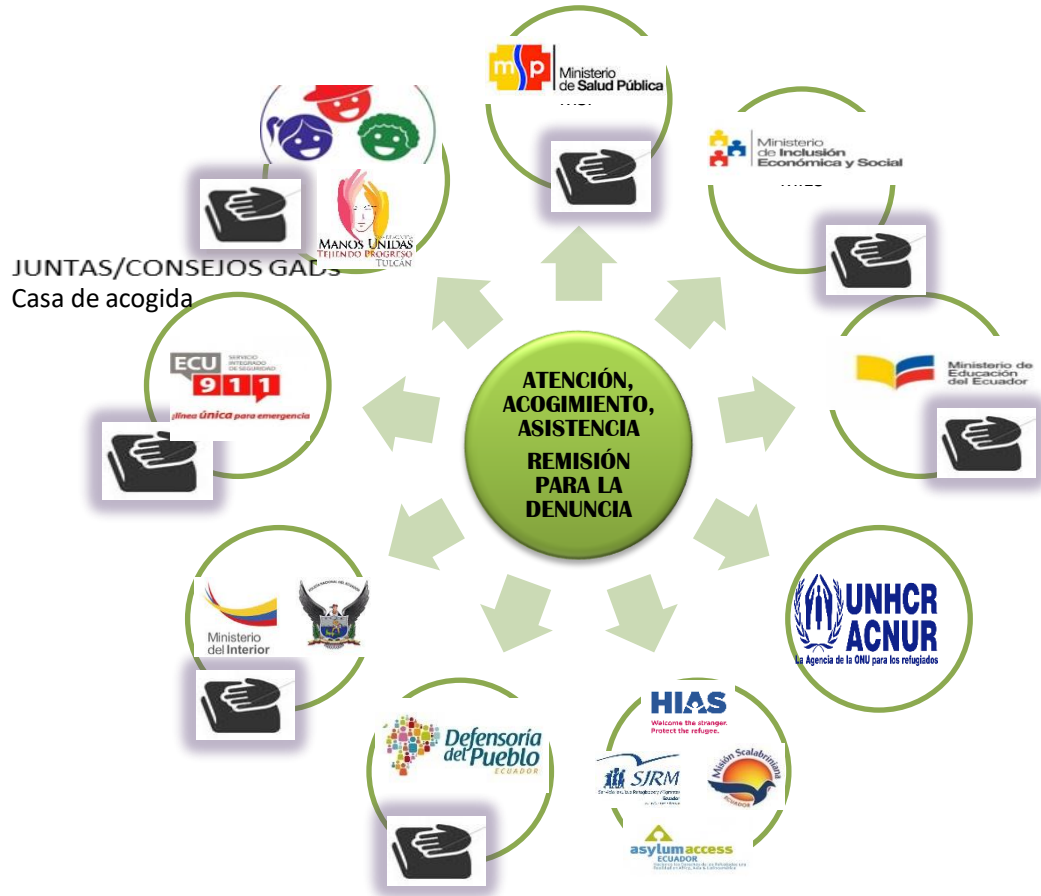 msp
Ministerio
de Salud Pública
Ministerio
de Inclusión
Económica y Social
MANOS UNIDAS
TEJIENDO PROGRESO
TULCÁN
JUNTAS/CONSEJOS GADS
Casa de acogida
ECU
911
SERVICIO
INTEGRADO
DE SEGURIDAD
¡línea única para emergencia
Ministerio de
Educación
del Ecuador
ATENCIÓN,
ACOGIMIENTO,
ASISTENCIA
REMISIÓN
PARA LA
DENUNCIA
Ministerio
del Interior
UNHCR
ACNUR
La Agencia de la ONU para los refugiados
Defensoría
del Pueblo
ECUADOR
HIAS
Welcome the stranger.
Protect the refugee.
SJRM
Ecuador
Misión Scalabriniana
ECUADOR
asylumaccess
ECUADOR